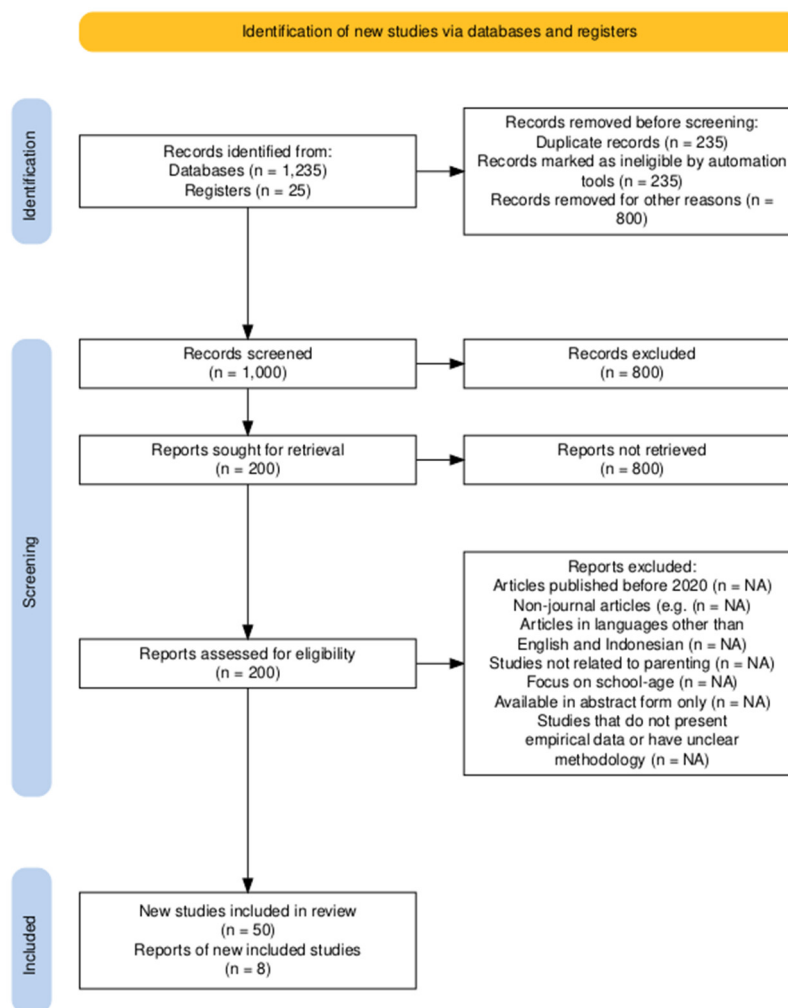 Identification of new studies via databases and registers
Identification
Records identified from:
Databases (n = 1,235)
Registers (n = 25)
Records removed before screening:
Duplicate records (n = 235)
Records marked as ineligible by automation
tools (n = 235)
Records removed for other reasons (n =
800)
Screening
Records screened
(n = 1,000)
Records excluded
(n = 800)
Reports sought for retrieval
(n = 200)
Reports not retrieved
(n = 800)
Reports assessed for eligibility
(n = 200)
Reports excluded:
Articles published before 2020 (n = NA)
Non-journal articles (e.g. (n = NA)
Articles in languages other than
English and Indonesian (n = NA)
Studies not related to parenting (n = NA)
Focus on school-age (n = NA)
Available in abstract form only (n = NA)
Studies that do not present
empirical data or have unclear
methodology (n = NA)
Included
New studies included in review
(n = 50)
Reports of new included studies
(n = 8)